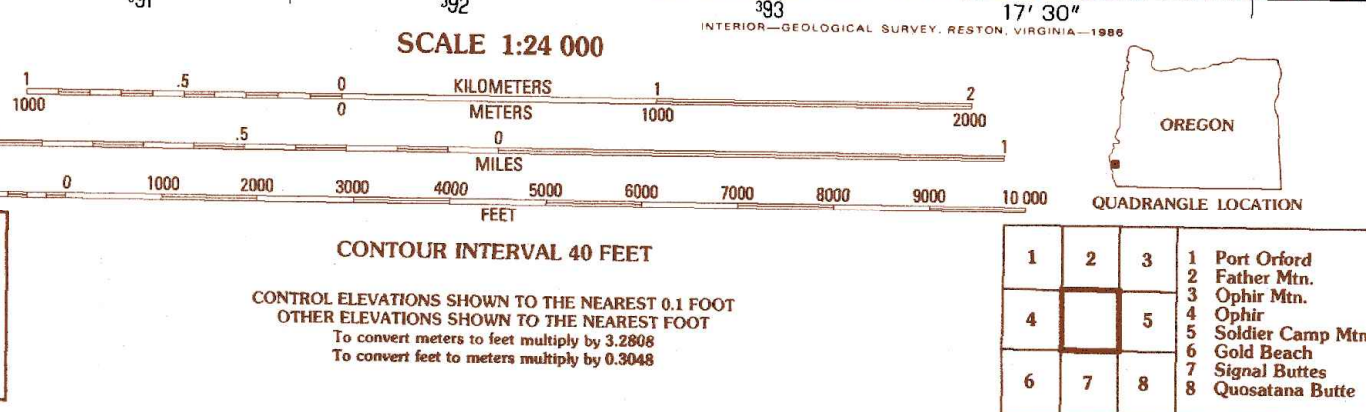 392 393 17' 30"
INTERIOR—GEOLOGICAL SURVEY, RESTON, VIRGINIA—1986
SCALE 1:24 000
1 .5 0 KILOMETERS 1 2
1000 0 METERS 1000 2000
.5 0 1
MILES
0 1000 2000 3000 4000 5000 6000 7000 8000 9000 10 000
FEET
OREGON
QUADRANGLE LOCATION
CONTOUR INTERVAL 40 FEET
CONTROL ELEVATIONS SHOWN TO THE NEAREST 0.1 FOOT
OTHER ELEVATIONS SHOWN TO THE NEAREST FOOT
To convert meters to feet multiply by 3.2808
To convert feet to meters multiply by 0.3048
1 2 3
4 5
6 7 8
1 Port Orford
2 Father Mtn.
3 Ophir Mtn.
4 Ophir
5 Soldier Camp Mtn
6 Gold Beach
7 Signal Buttes
8 Quosatana Butte